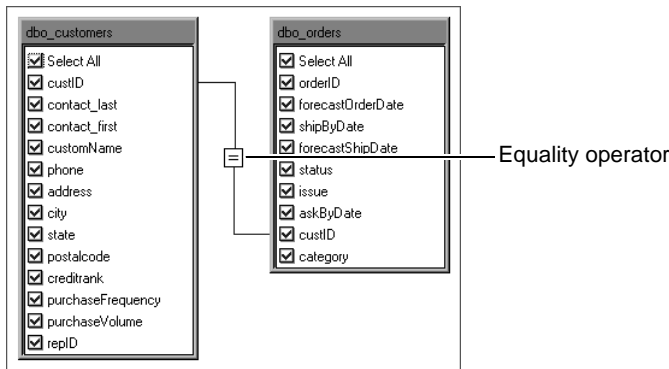 dbo_customers
Select All
custID
contact_last
contact_first
customName
phone
address
city
state
postalcode
creditrank
purchaseFrequency
purchaseVolume
repID
=
dbo_orders
Select All
orderID
forecastOrderDate
shipByDate
forecastShipDate
status
issue
askByDate
custID
category
Equality operator